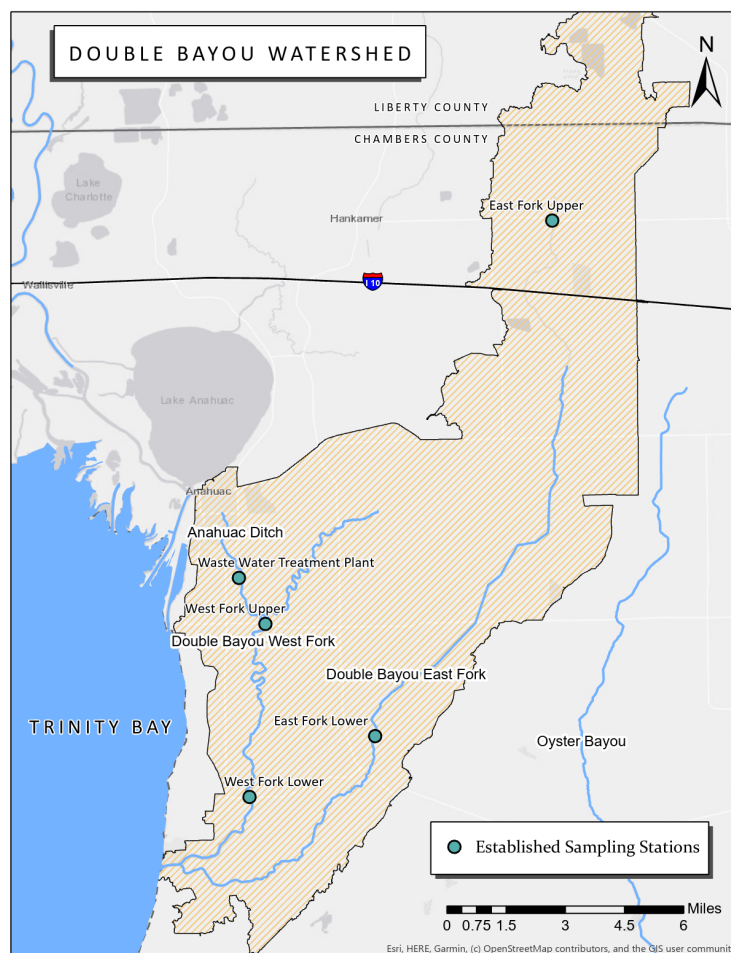 DOUBLE BAYOU WATERSHED
N
LIBERTY COUNTY
CHAMBERS COUNTY
Lake
Charlotte
East Fork Upper
Hankamer
Wallisville
I 10
Lake Anahuac
Anahuac
Anahuac Ditch
Waste Water Treatment Plant
West Fork Upper
Double Bayou West Fork
Double Bayou East Fork
TRINITY BAY
East Fork Lower
Oyster Bayou
West Fork Lower
Established Sampling Stations
Miles
0 0.75 1.5 3 4.5 6
Esri, HERE, Garmin, (c) OpenStreetMap contributors, and the GIS user communit